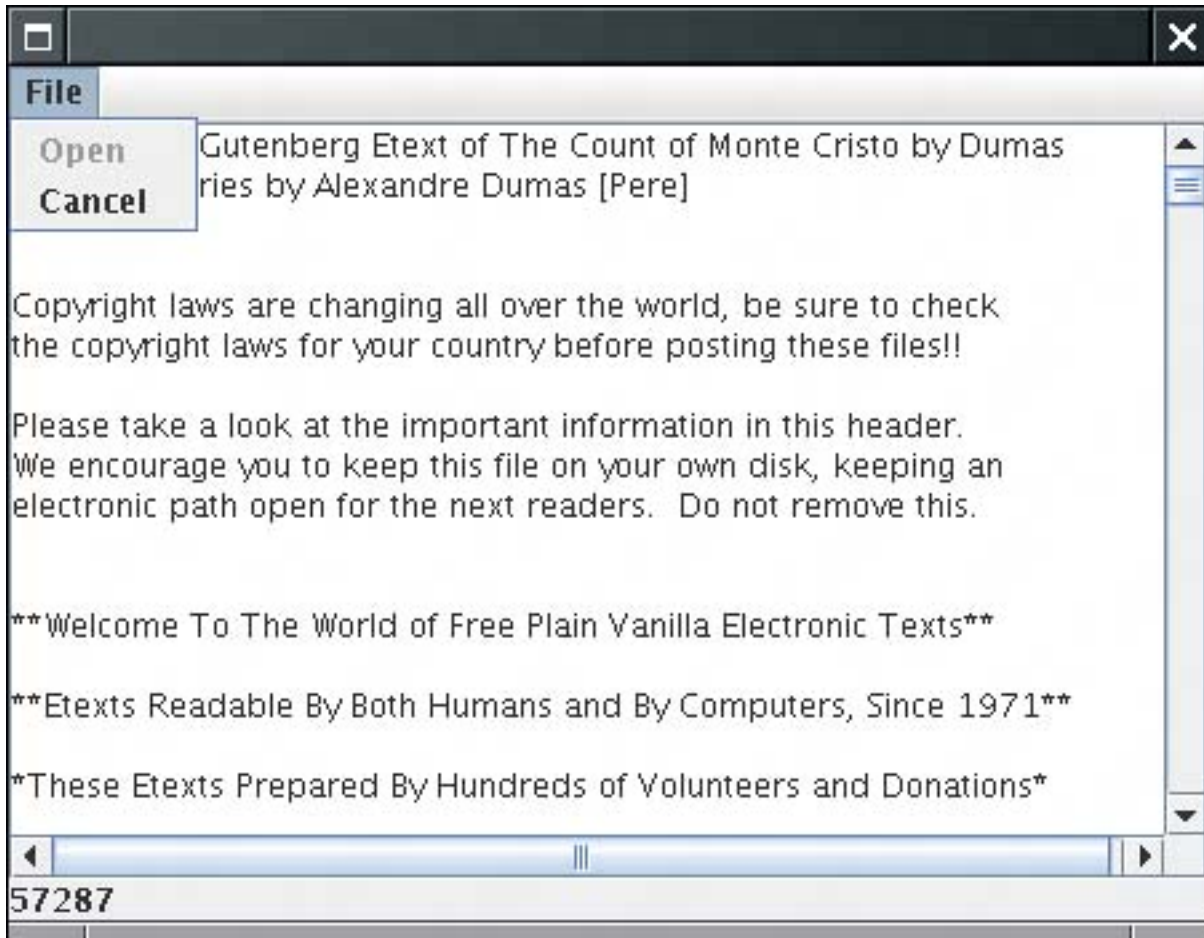 File
Open
Cancel
Gutenberg Etext of The Count of Monte Cristo by Dumas
ries by Alexandre Dumas [Pere]
Copyright laws are changing all over the world, be sure to check
the copyright laws for your country before posting these files!!
Please take a look at the important information in this header.
We encourage you to keep this file on your own disk, keeping an
electronic path open for the next readers.  Do not remove this.
**Welcome To The World of Free Plain Vanilla Electronic Texts**
**Etexts Readable By Both Humans and By Computers, Since 1971**
*These Etexts Prepared By Hundreds of Volunteers and Donations*
57287